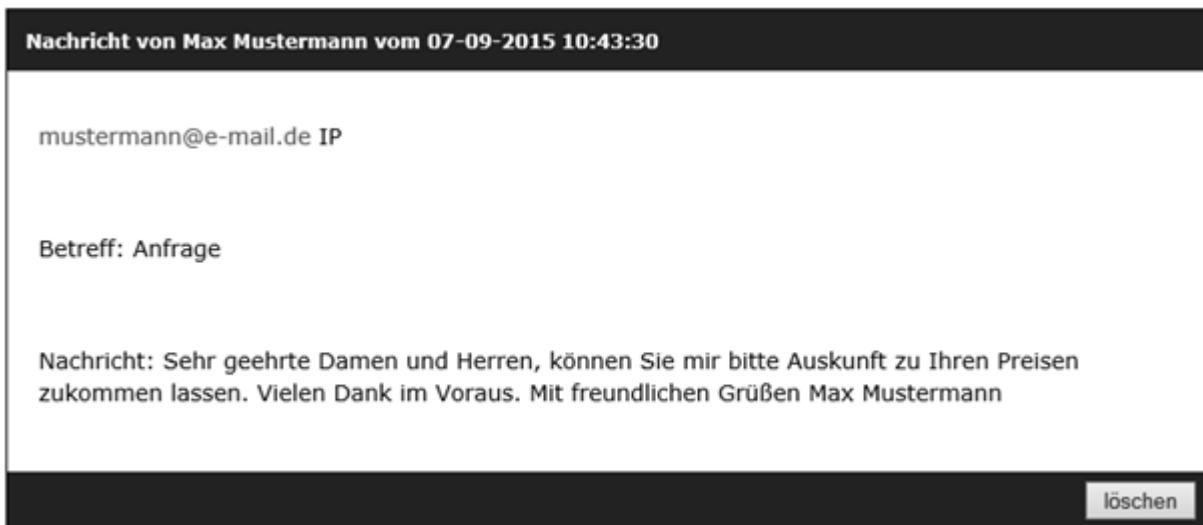 Nachricht von Max Mustermann vom 07-09-2015 10:43:30
mustermann@e-mail.de IP
Betreff: Anfrage
Nachricht: Sehr geehrte Damen und Herren, können Sie mir bitte Auskunft zu Ihren Preisen
zukommen lassen. Vielen Dank im Voraus. Mit freundlichen Grüßen Max Mustermann
löschen